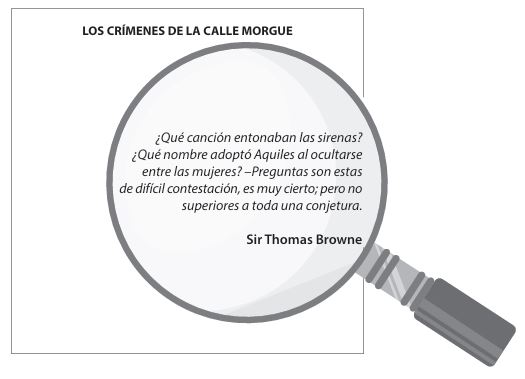 LOS CRÍMENES DE LA CALLE MORGUE
¿Qué canción entonaban las sirenas?
¿Qué nombre adoptó Aquiles al ocultarse
entre las mujeres? –Preguntas son estas
de difícil contestación, es muy cierto; pero no
superiores a toda una conjetura.
Sir Thomas Browne